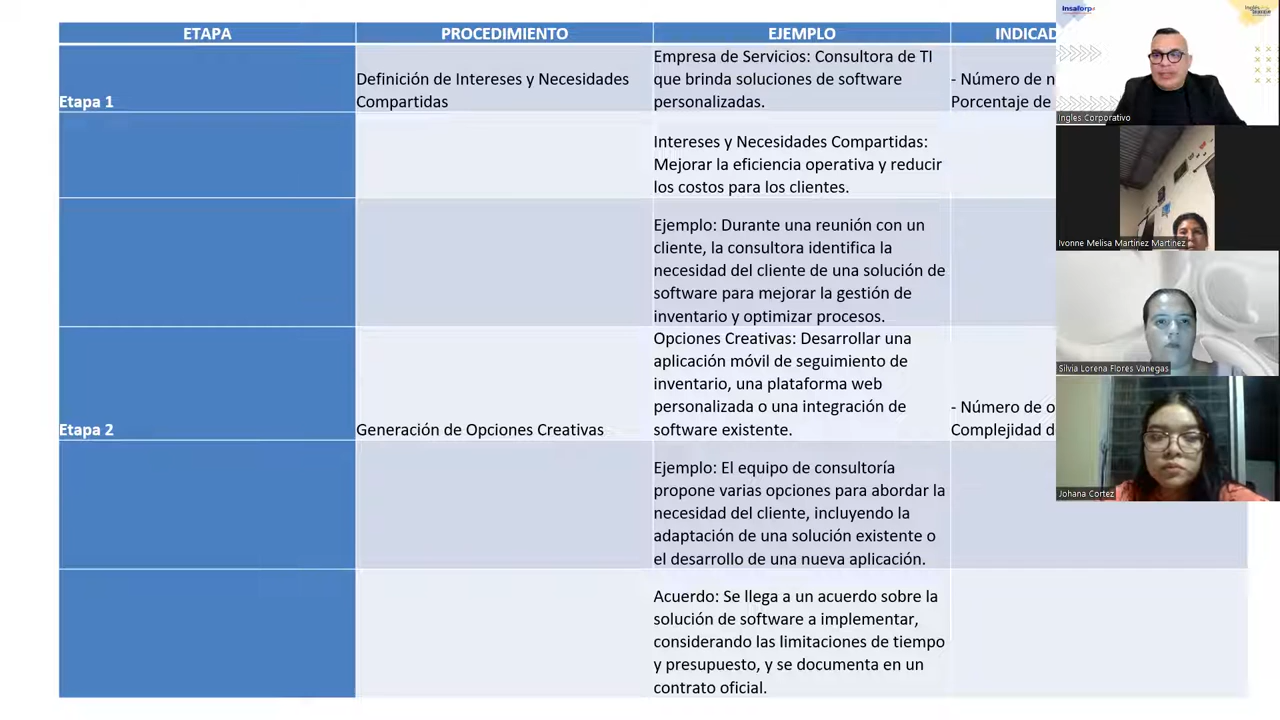 ETAPA
PROCEDIMIENTO
EJEMPLO
Etapa 1
Definición de Intereses y Necesidades
Compartidas
Empresa de Servicios: Consultora de TI
que brinda soluciones de software
personalizadas.
- Número de
Porcentaje de
Intereses y Necesidades Compartidas:
Mejorar la eficiencia operativa y reducir
los costos para los clientes.
Ejemplo: Durante una reunión con un
cliente, la consultora identifica la
necesidad del cliente de una solución de
software para mejorar la gestión de
inventario y optimizar procesos.
Etapa 2
Generación de Opciones Creativas
Opciones Creativas: Desarrollar una
aplicación móvil de seguimiento de
inventario, una plataforma web
personalizada o una integración de
software existente.
- Número de
Complejidad
Ejemplo: El equipo de consultoría
propone varias opciones para abordar la
necesidad del cliente, incluyendo la
adaptación de una solución existente o
el desarrollo de una nueva aplicación.
Acuerdo: Se llega a un acuerdo sobre la
solución de software a implementar,
considerando las limitaciones de tiempo
y presupuesto, y se documenta en un
contrato oficial.
Insaforp
Ingles Corporativo
Ivonne Melisa Martinez Martinez
Silvia Lorena Flores Vanegas
Johana Cortez